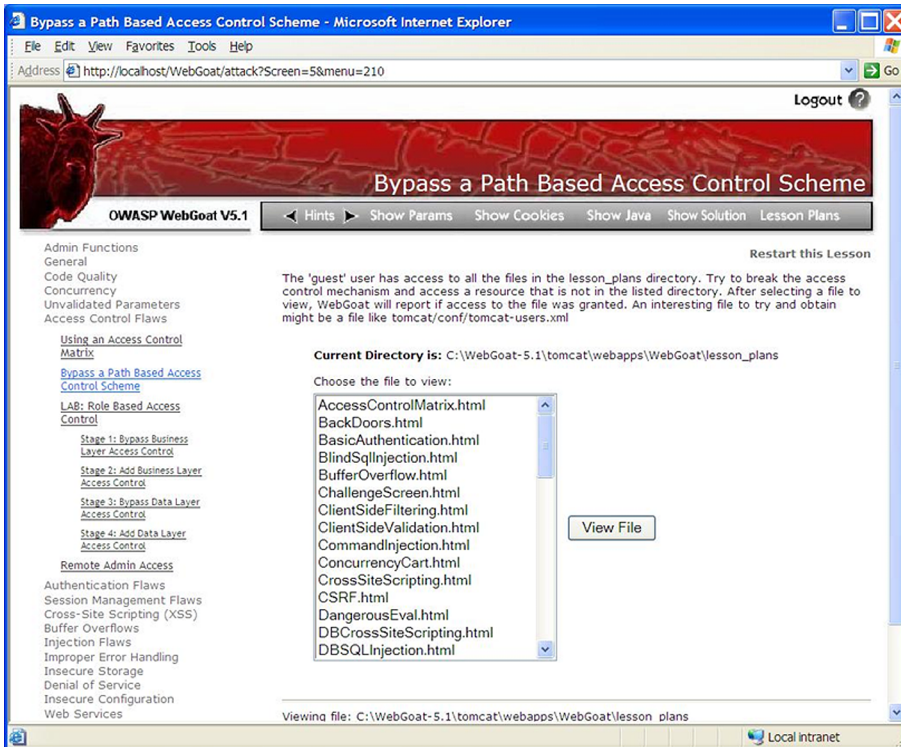 Bypass a Path Based Access Control Scheme - Microsoft Internet Explorer
File Edit View Favorites Tools Help
Address http://localhost/WebGoat/attack?Screen=5&menu=210 Go
Logout ?
Bypass a Path Based Access Control Scheme
OWASP WebGoat V5.1
Hints Show Params Show Cookies Show Java Show Solution Lesson Plans
Admin Functions
General
Code Quality
Concurrency
Unvalidated Parameters
Access Control Flaws
Using an Access Control
Matrix
Bypass a Path Based Access
Control Scheme
LAB: Role Based Access
Control
Stage 1: Bypass Business
Layer Access Control
Stage 2: Add Business Layer
Access Control
Stage 3: Bypass Data Layer
Access Control
Stage 4: Add Data Layer
Access Control
Remote Admin Access
Authentication Flaws
Session Management Flaws
Cross-Site Scripting (XSS)
Buffer Overflows
Injection Flaws
Improper Error Handling
Insecure Storage
Denial of Service
Insecure Configuration
Web Services
Restart this Lesson
The 'guest' user has access to all the files in the lesson_plans directory. Try to break the access
control mechanism and access a resource that is not in the listed directory. After selecting a file to
view, WebGoat will report if access to the file was granted. An interesting file to try and obtain
might be a file like tomcat/conf/tomcat-users.xml
Current Directory is: C:\WebGoat-5.1\tomcat\webapps\WebGoat\lesson_plans
Choose the file to view:
AccessControlMatrix.html
BackDoors.html
BasicAuthentication.html
BlindSqlInjection.html
BufferOverflow.html
ChallengeScreen.html
ClientSideFiltering.html
ClientSideValidation.html
CommandInjection.html
ConcurrencyCart.html
CrossSiteScripting.html
CSRF.html
DangerousEval.html
DBCrossSiteScripting.html
DBSQLInjection.html
View File
Viewing file: C:\WebGoat-5.1\tomcat\webapps\WebGoat\lesson_plans
Local intranet